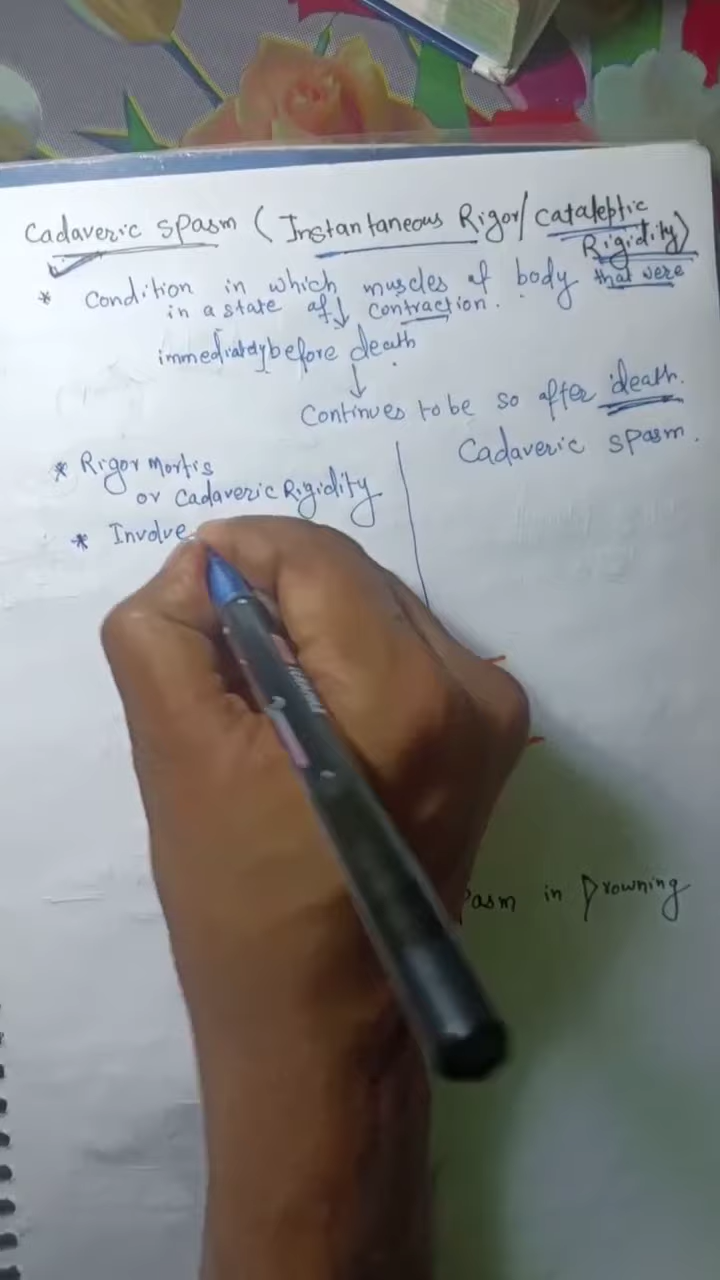 Cadaveric spasm ( Instantaneous Rigor/ Cataleptic
Rigidity)
* Condition in which muscles of body that were
in a state of contraction.
immediately before death
Continues to be so after death.
* Rigor mortis
or Cadaveric Rigidity
Cadaveric spasm.
* Involve
pasm in Drowning